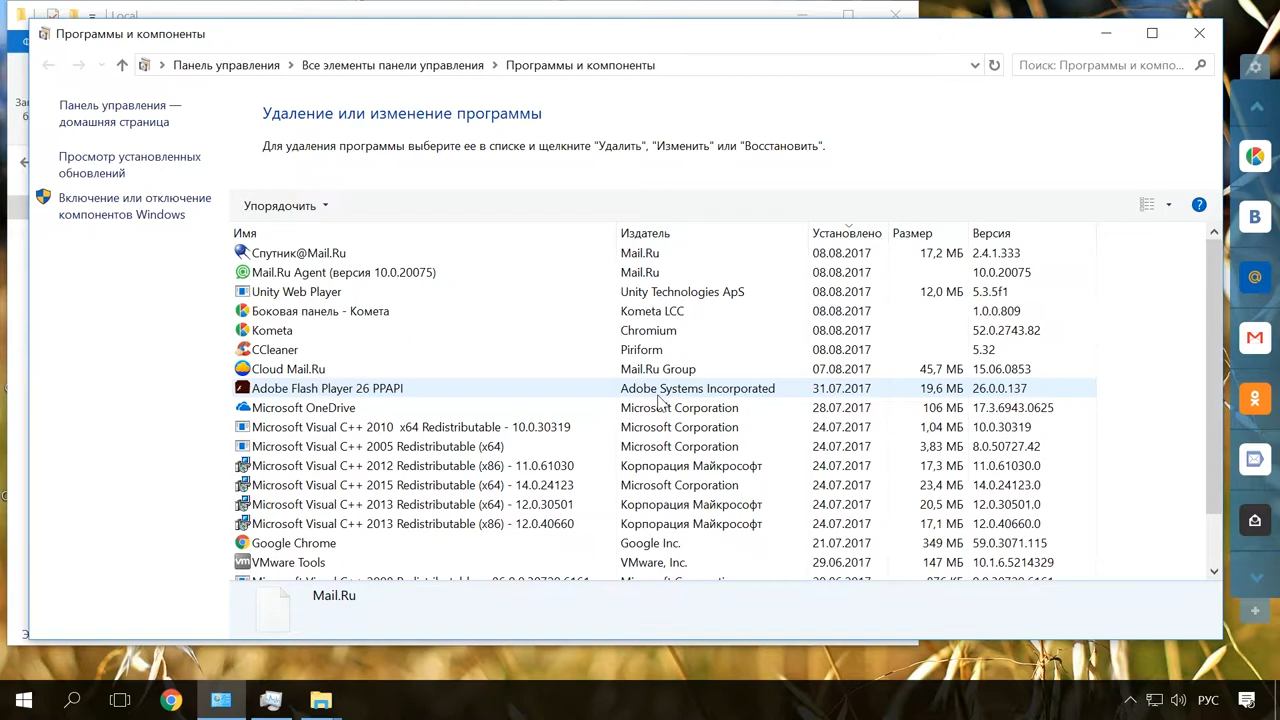 Local
Программы и компоненты
Панель управления
Все элементы панели управления
Программы и компоненты
Поиск: Программы и компо...
Панель управления —
домашняя страница
Просмотр установленных
обновлений
Включение или отключение
компонентов Windows
Удаление или изменение программы
Для удаления программы выберите ее в списке и щелкните "Удалить", "Изменить" или "Восстановить".
Упорядочить
Имя Издатель Установлено Размер Версия
Спутник@Mail.Ru Mail.Ru 08.08.2017 17,2 МБ 2.4.1.333
Mail.Ru Agent (версия 10.0.20075) Mail.Ru 08.08.2017 10.0.20075
Unity Web Player Unity Technologies ApS 08.08.2017 12,0 МБ 5.3.5f1
Боковая панель - Комета Kometa LCC 08.08.2017 1.0.0.809
Kometa Chromium 08.08.2017 52.0.2743.82
CCleaner Piriform 08.08.2017 5.32
Cloud Mail.Ru Mail.Ru Group 07.08.2017 45,7 МБ 15.06.0853
Adobe Flash Player 26 PPAPI Adobe Systems Incorporated 31.07.2017 19,6 МБ 26.0.0.137
Microsoft OneDrive Microsoft Corporation 28.07.2017 106 МБ 17.3.6943.0625
Microsoft Visual C++ 2010 x64 Redistributable - 10.0.30319 Microsoft Corporation 24.07.2017 1,04 МБ 10.0.30319
Microsoft Visual C++ 2005 Redistributable (x64) Microsoft Corporation 24.07.2017 3,83 МБ 8.0.50727.42
Microsoft Visual C++ 2012 Redistributable (x86) - 11.0.61030 Корпорация Майкрософт 24.07.2017 17,3 МБ 11.0.61030.0
Microsoft Visual C++ 2015 Redistributable (x64) - 14.0.24123 Microsoft Corporation 24.07.2017 23,4 МБ 14.0.24123.0
Microsoft Visual C++ 2013 Redistributable (x64) - 12.0.30501 Корпорация Майкрософт 24.07.2017 20,5 МБ 12.0.30501.0
Microsoft Visual C++ 2013 Redistributable (x86) - 12.0.40660 Корпорация Майкрософт 24.07.2017 17,1 МБ 12.0.40660.0
Google Chrome Google Inc. 21.07.2017 349 МБ 59.0.3071.115
VMware Tools VMware, Inc. 29.06.2017 147 МБ 10.1.6.5214329
Mail.Ru
РУС